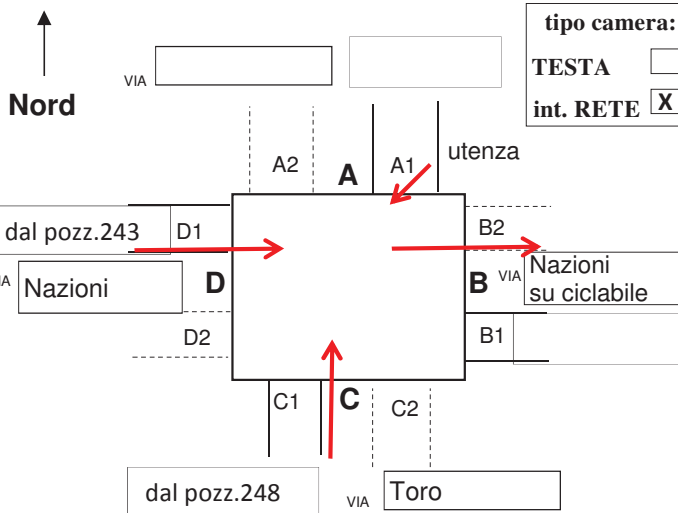 tipo camera:
TESTA
int. RETE X
Nord
VIA
utenza
A2
A
A1
dal pozz.243
D1
B2
VIA
Nazioni
D
B
VIA
Nazioni
su ciclabile
D2
B1
C1
C
C2
dal pozz.248
VIA
Toro